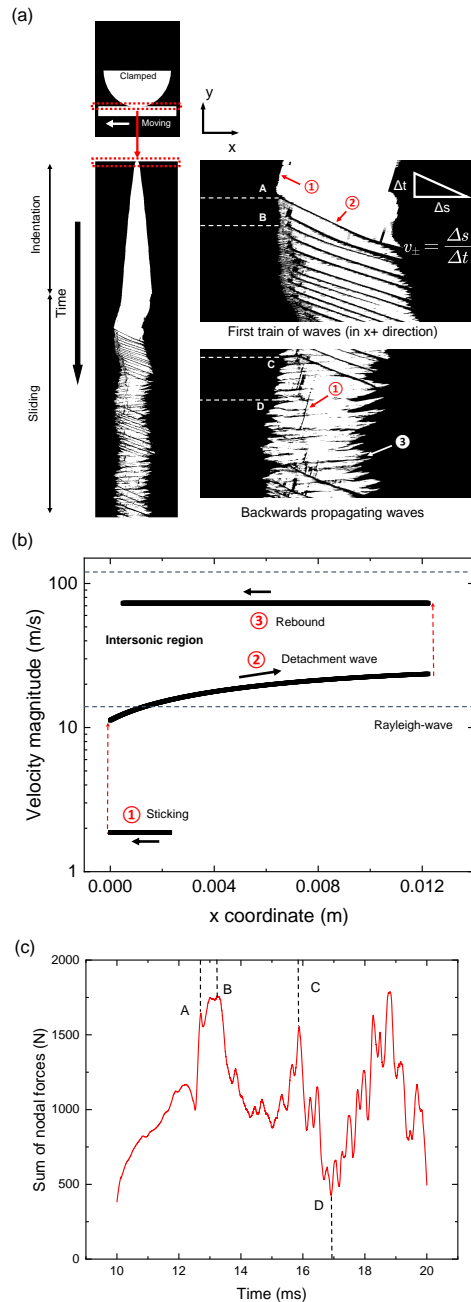 (a)
Clamped
Moving
y
x
Indentation
Time
Sliding
A
B
①
②
Δt
Δs
v± = Δs/Δt
First train of waves (in x+ direction)
C
D
①
③
Backwards propagating waves
(b)
100
10
1
Velocity magnitude (m/s)
③ Rebound
Intersonic region
② Detachment wave
Rayleigh-wave
① Sticking
0.000 0.004 0.008 0.012
x coordinate (m)
(c)
2000
1500
1000
500
0
Sum of nodal forces (N)
A
B
C
D
10 12 14 16 18 20
Time (ms)